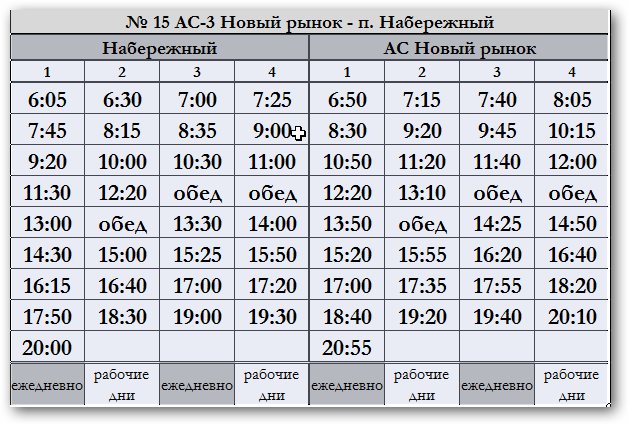 № 15 АС-3 Новый рынок - п. Набережный
Набережный АС Новый рынок
1 2 3 4 1 2 3 4
6:05 6:30 7:00 7:25 6:50 7:15 7:40 8:05
7:45 8:15 8:35 9:00 8:30 9:20 9:45 10:15
9:20 10:00 10:30 11:00 10:50 11:20 11:40 12:00
11:30 12:20 обед обед 12:20 13:10 обед обед
13:00 обед 13:30 14:00 13:50 обед 14:25 14:50
14:30 15:00 15:25 15:50 15:20 15:55 16:20 16:40
16:15 16:40 17:00 17:20 17:00 17:35 17:55 18:20
17:50 18:30 19:00 19:30 18:40 19:20 19:40 20:10
20:00 20:55
ежедневно рабочие дни ежедневно рабочие дни ежедневно рабочие дни ежедневно рабочие дни